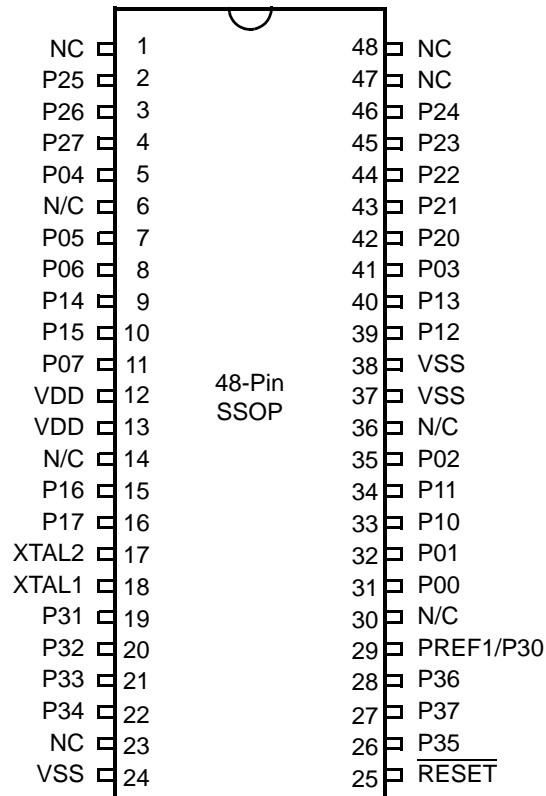 NC 1 48 NC
P25 2 47 NC
P26 3 46 P24
P27 4 45 P23
P04 5 44 P22
N/C 6 43 P21
P05 7 42 P20
P06 8 41 P03
P14 9 40 P13
P15 10 39 P12
P07 11 38 VSS
VDD 12 48-Pin 37 VSS
VDD 13 SSOP 36 N/C
N/C 14 35 P02
P16 15 34 P11
P17 16 33 P10
XTAL2 17 32 P01
XTAL1 18 31 P00
P31 19 30 N/C
P32 20 29 PREF1/P30
P33 21 28 P36
P34 22 27 P37
NC 23 26 P35
VSS 24 25 RESET